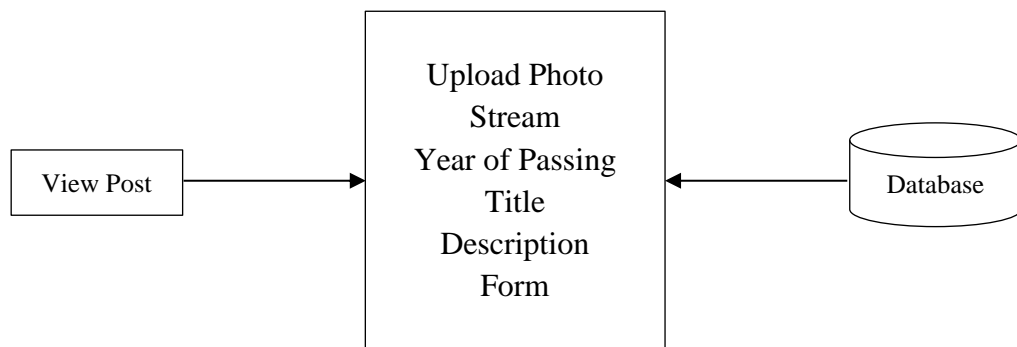 View Post
Upload Photo
Stream
Year of Passing
Title
Description
Form
Database